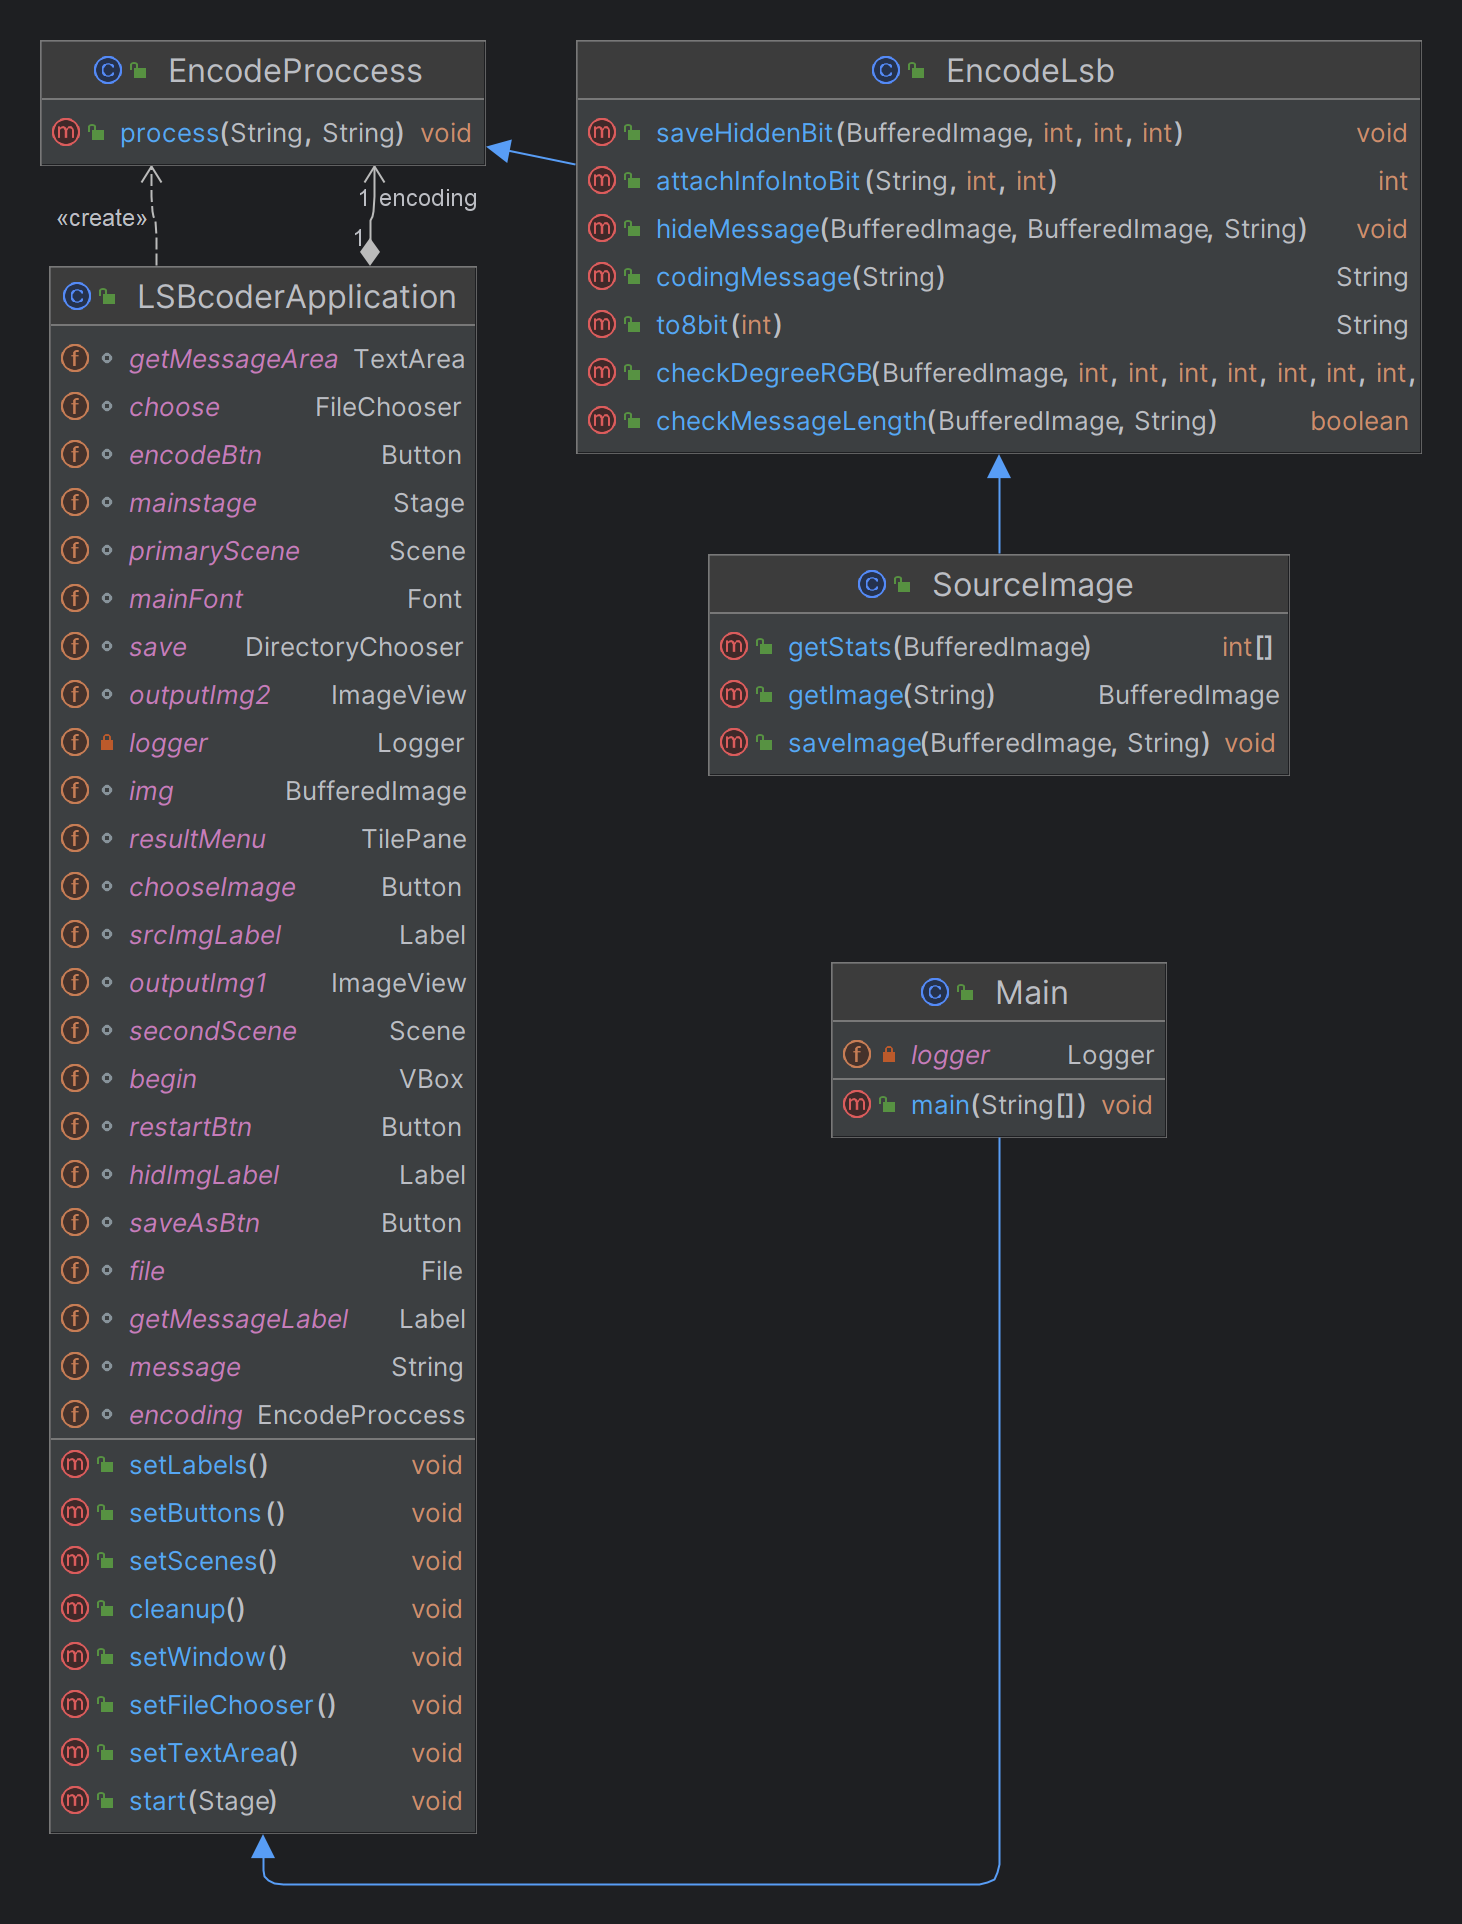 EncodeProccess
process(String, String) void
«create»
1 encoding
1
LSBcoderApplication
getMessageArea TextArea
choose FileChooser
encodeBtn Button
mainstage Stage
primaryScene Scene
mainFont Font
save DirectoryChooser
outputImg2 ImageView
logger Logger
img BufferedImage
resultMenu TilePane
chooseImage Button
srcImgLabel Label
outputImg1 ImageView
secondScene Scene
begin VBox
restartBtn Button
hidImgLabel Label
saveAsBtn Button
file File
getMessageLabel Label
message String
encoding EncodeProccess
setLabels() void
setButtons() void
setScenes() void
cleanup() void
setWindow() void
setFileChooser() void
setTextArea() void
start(Stage) void
EncodeLsb
saveHiddenBit(BufferedImage, int, int, int) void
attachInfoIntoBit(String, int, int) int
hideMessage(BufferedImage, BufferedImage, String) void
codingMessage(String) String
to8bit(int) String
checkDegreeRGB(BufferedImage, int, int, int, int, int, int, int,
checkMessageLength(BufferedImage, String) boolean
SourceImage
getStats(BufferedImage) int[]
getImage(String) BufferedImage
saveImage(BufferedImage, String) void
Main
logger Logger
main(String[]) void